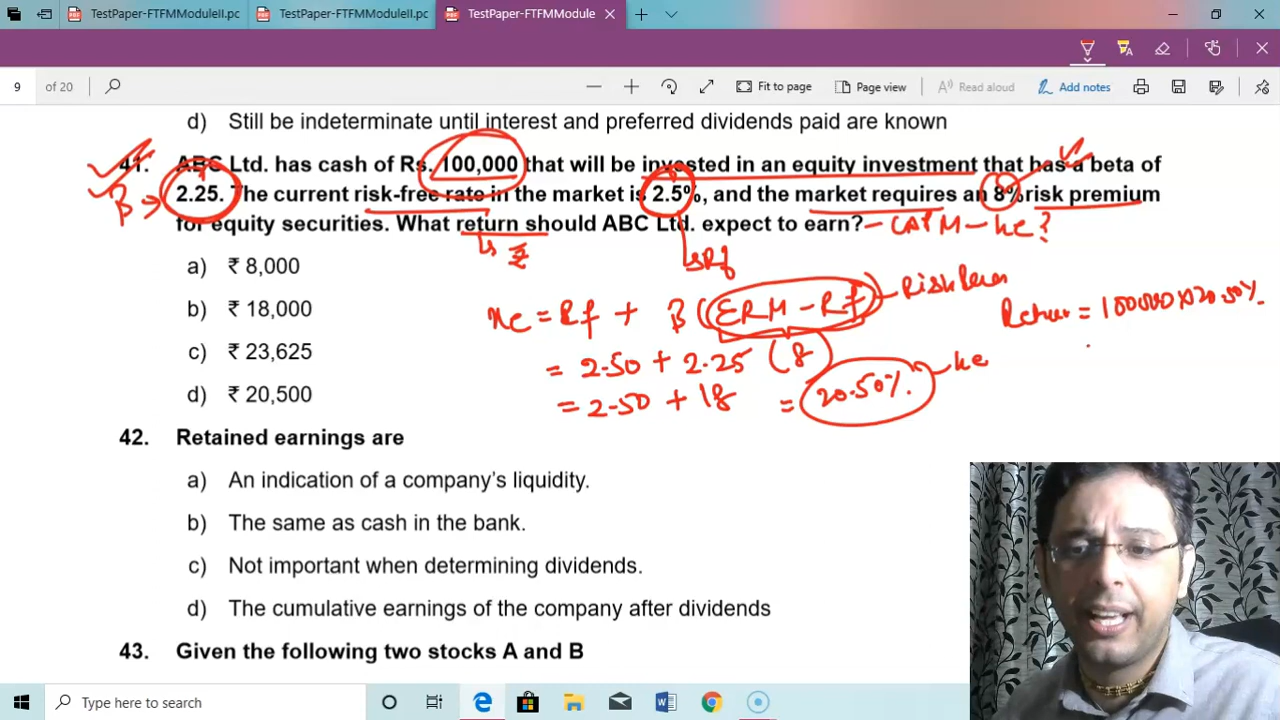 TestPaper-FTFMModuleII.pc
TestPaper-FTFMModuleII.pc
TestPaper-FTFMModule
9 of 20
Fit to page
Page view
Read aloud
Add notes
d) Still be indeterminate until interest and preferred dividends paid are known
41. ABC Ltd. has cash of Rs. 100,000 that will be invested in an equity investment that has a beta of
2.25. The current risk-free rate in the market is 2.5%, and the market requires an 8% risk premium
for equity securities. What return should ABC Ltd. expect to earn? - CAPM - ke?
B →
↳ ₹
↳ Rf
a) ₹ 8,000
b) ₹ 18,000
c) ₹ 23,625
d) ₹ 20,500
Ke = Rf + B (ERM - Rf) - Risk Prem
= 2.50 + 2.25 (8)
= 2.50 + 18 = 20.50% - ke
Return = 100000 x 20.50%
42. Retained earnings are
a) An indication of a company's liquidity.
b) The same as cash in the bank.
c) Not important when determining dividends.
d) The cumulative earnings of the company after dividends
43. Given the following two stocks A and B
Type here to search